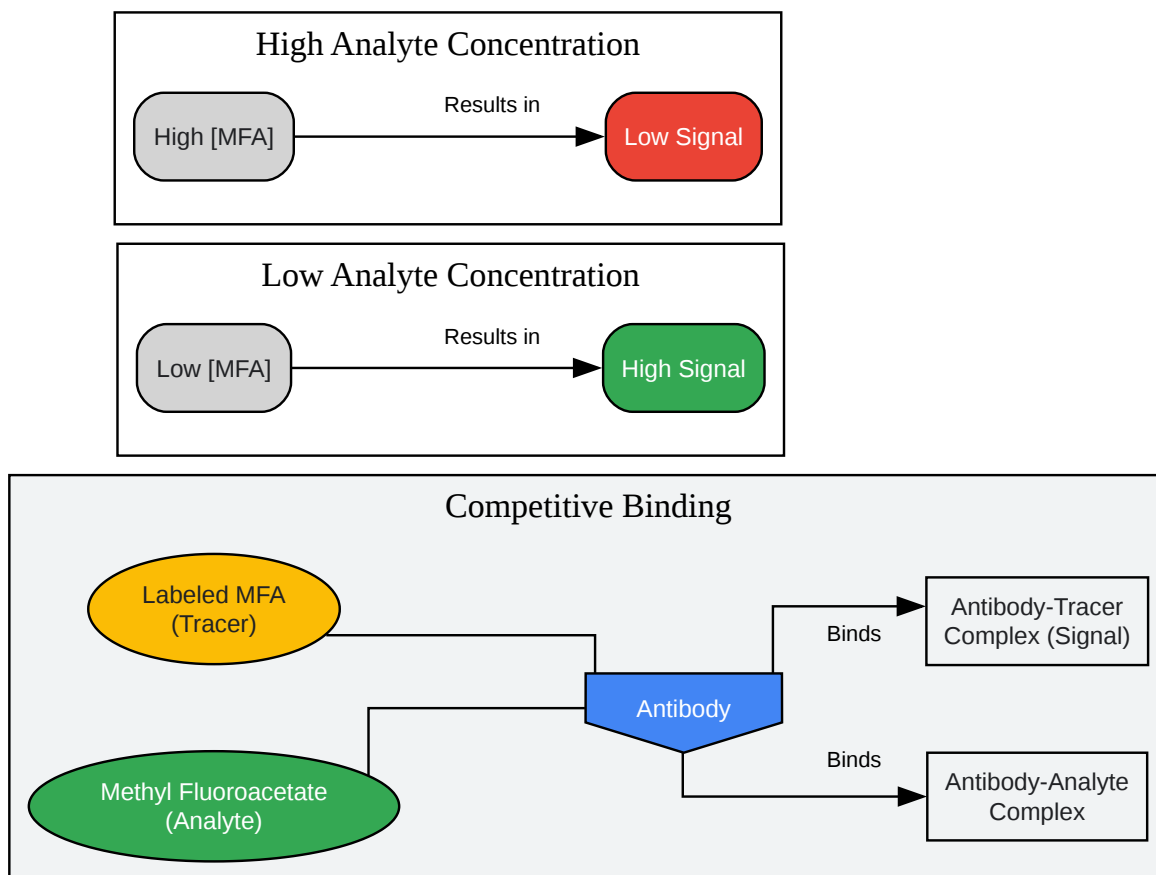 High Analyte Concentration
High [MFA]
Results in
Low Signal
Low Analyte Concentration
Low [MFA]
Results in
High Signal
Competitive Binding
Labeled MFA
(Tracer)
Methyl Fluoroacetate
(Analyte)
Antibody
Binds
Antibody-Tracer
Complex (Signal)
Binds
Antibody-Analyte
Complex